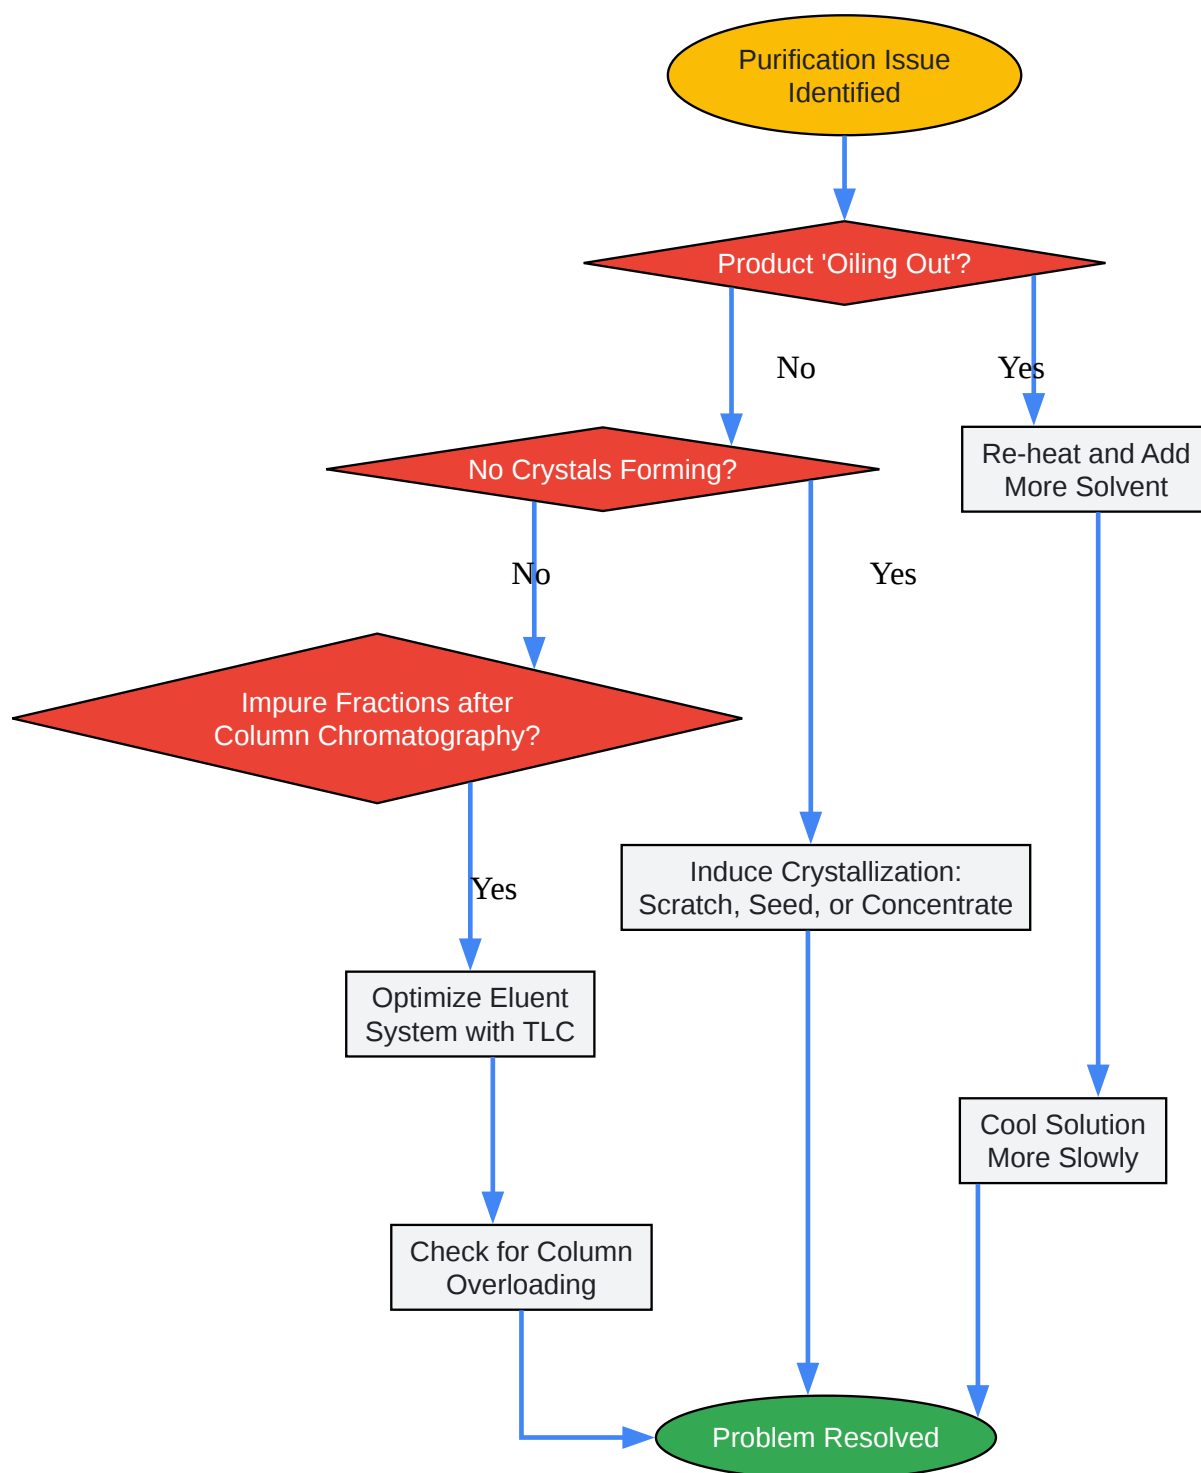 Purification Issue
Identified
Product 'Oiling Out'?
No
Yes
No Crystals Forming?
Re-heat and Add
More Solvent
No
Yes
Impure Fractions after
Column Chromatography?
Yes
Induce Crystallization:
Scratch, Seed, or Concentrate
Optimize Eluent
System with TLC
Cool Solution
More Slowly
Check for Column
Overloading
Problem Resolved